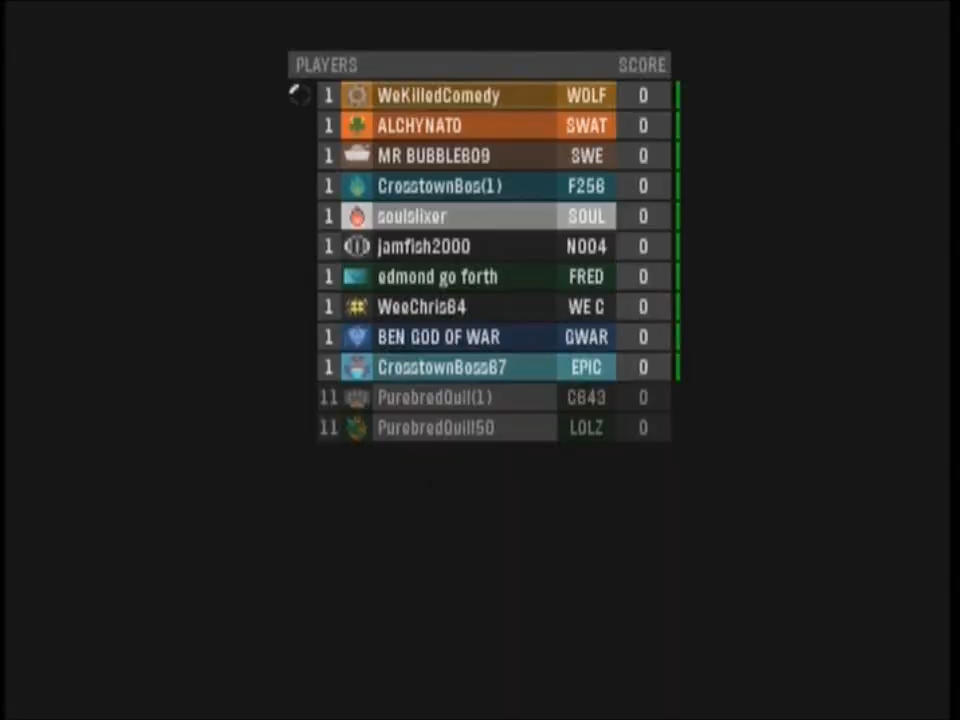 PLAYERS SCORE
1 WeKilledComedy WOLF 0
1 ALCHYNATO SWAT 0
1 MR BUBBLE809 SWE 0
1 CrosstownBos(1) F256 0
1 soulslixer SOUL 0
1 jamfish2000 N004 0
1 edmond go forth FRED 0
1 WeeChris84 WE C 0
1 BEN GOD OF WAR GWAR 0
1 CrosstownBoss87 EPIC 0
11 PurebredQuil(1) C843 0
11 PurebredQuill50 LOLZ 0